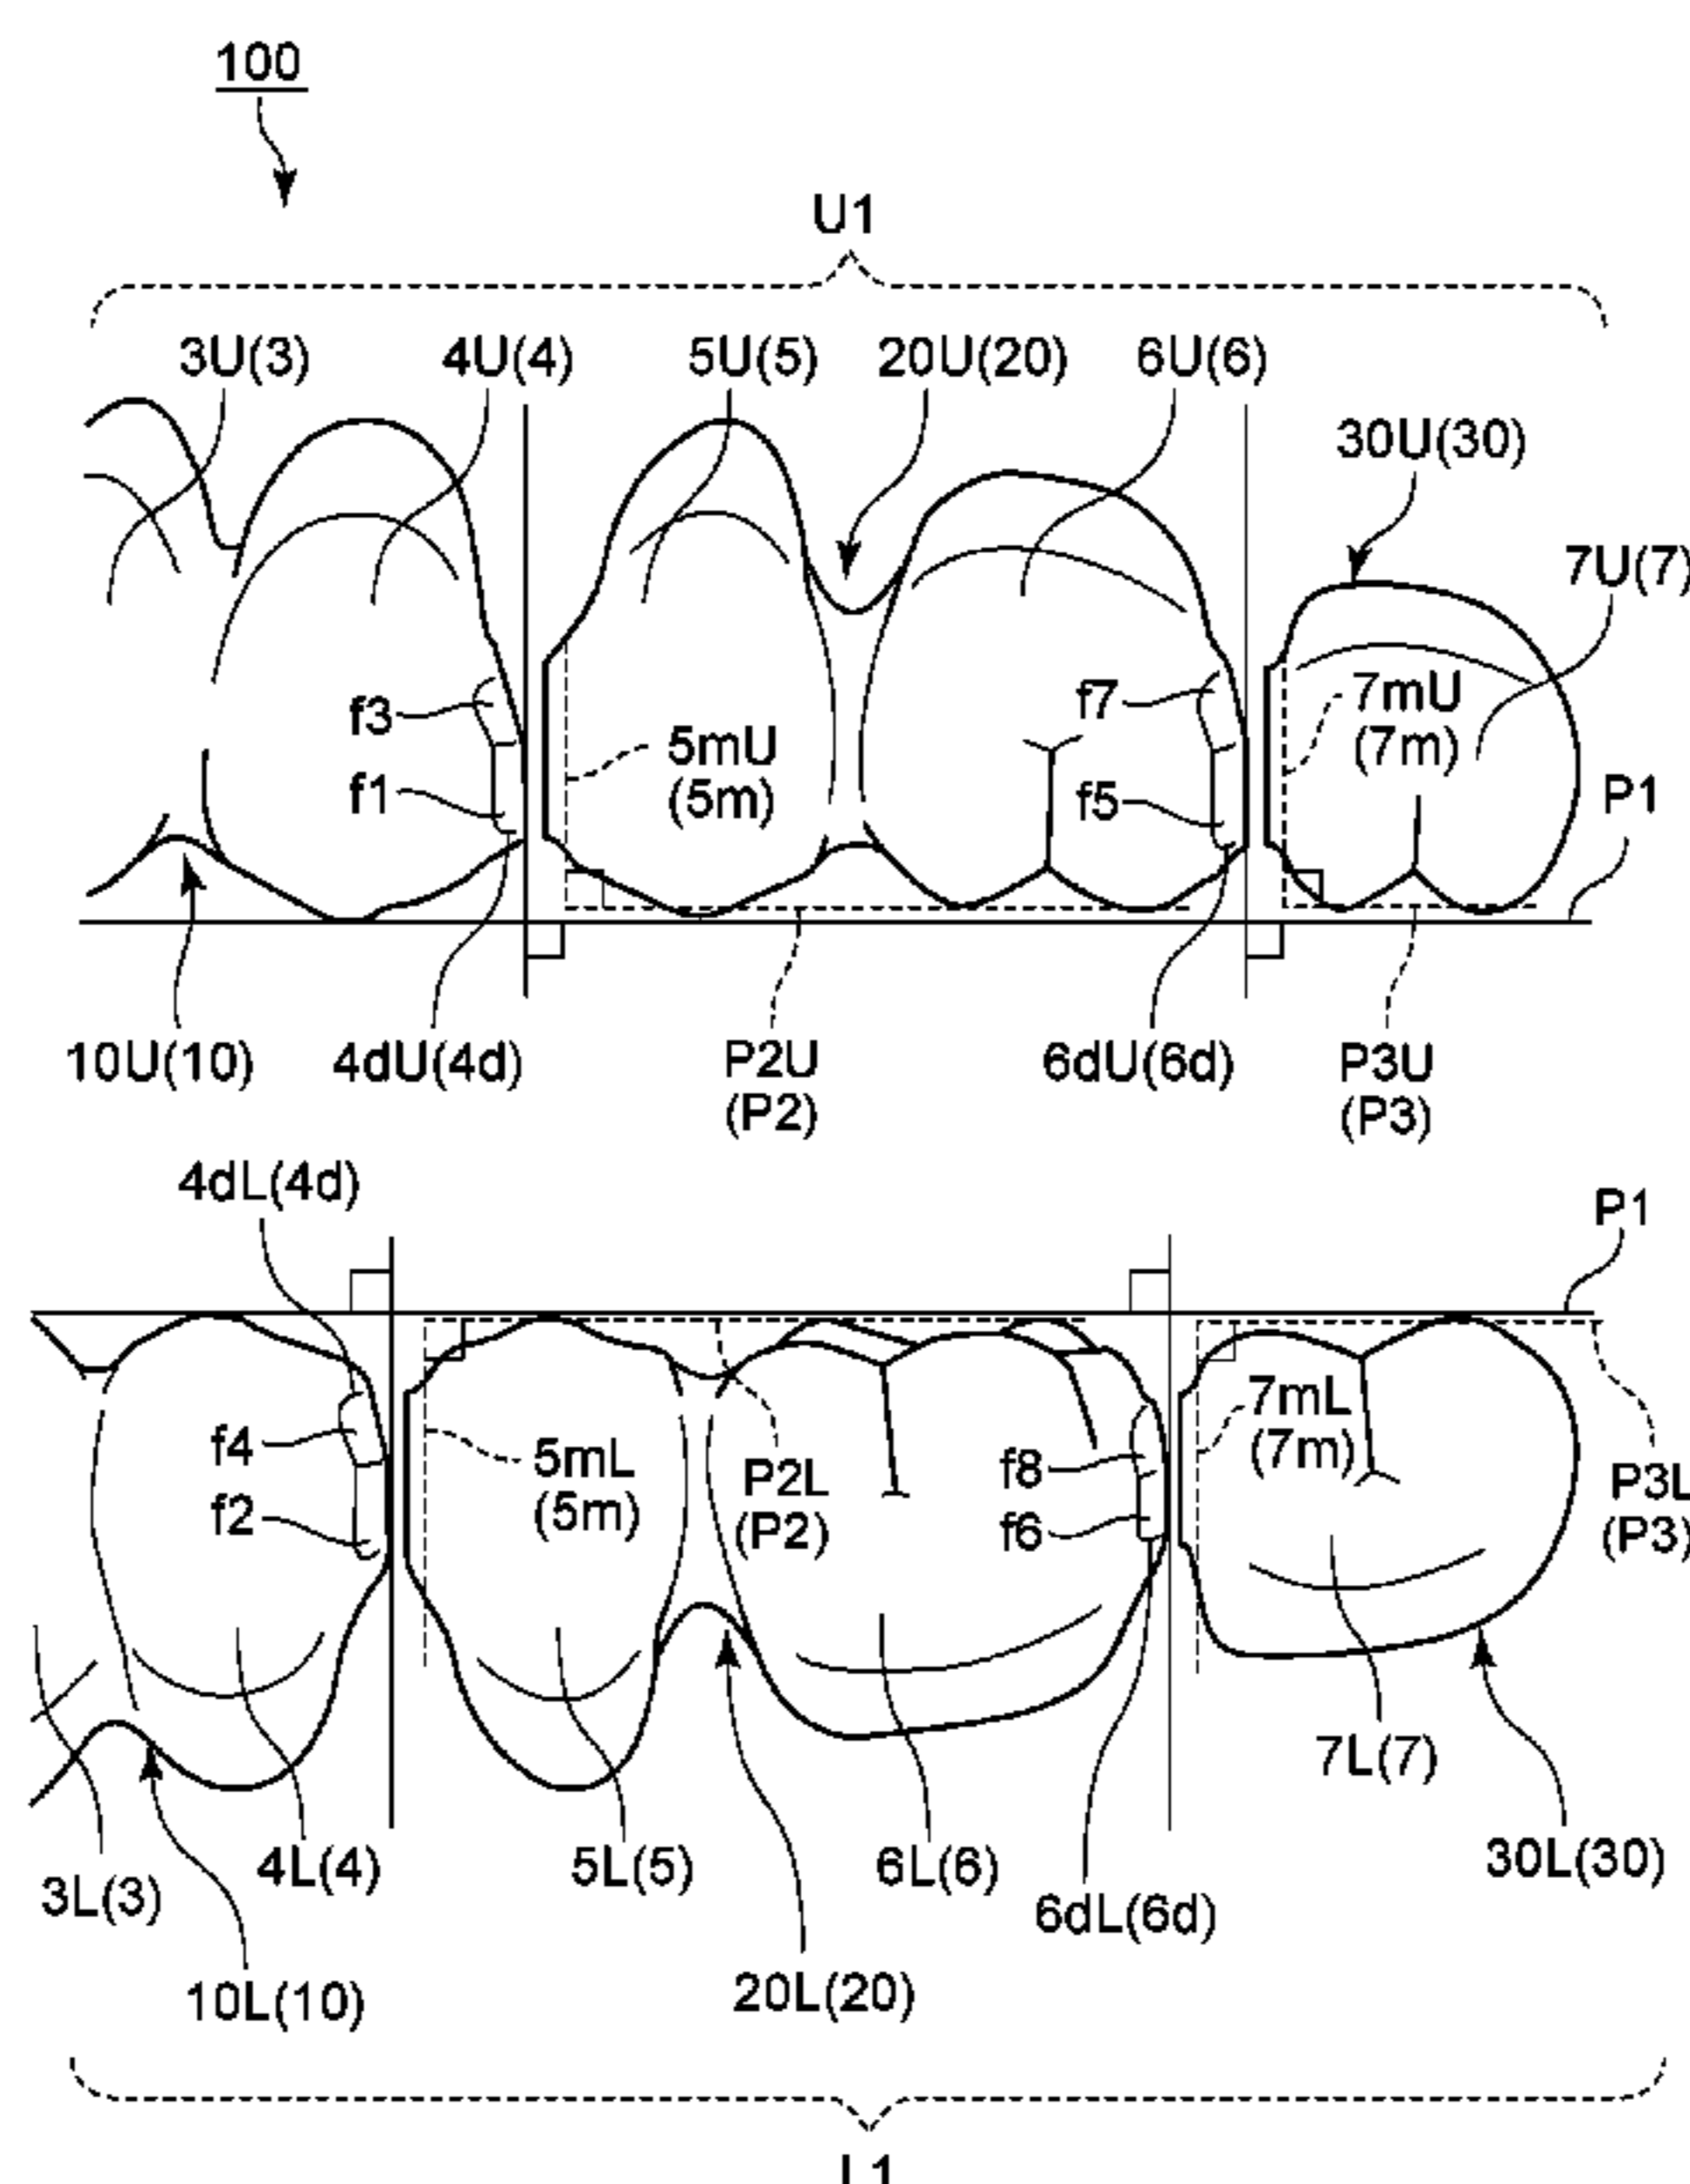 100
U1
3U(3) 4U(4) 5U(5) 20U(20) 6U(6)
30U(30)
7U(7)
f3 f7 7mU
5mU (7m)
f1 (5m) f5 P1
10U(10) 4dU(4d) P2U 6dU(6d) P3U
(P2) (P3)
4dL(4d) P1
7mL
f4 5mL P2L f8 (7m) P3L
f2 (5m) (P2) f6 (P3)
7L(7)
3L(3) 4L(4) 5L(5) 6L(6) 30L(30)
6dL(6d)
10L(10) 20L(20)
L1